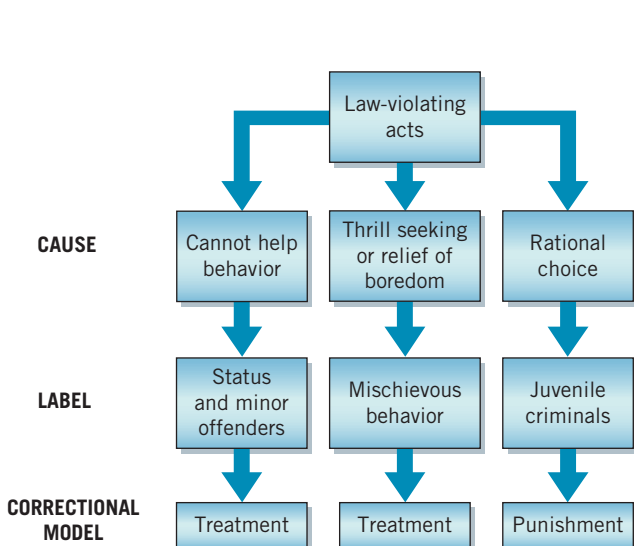 Law-violating
acts
CAUSE
Cannot help
behavior
Thrill seeking
or relief of
boredom
Rational
choice
LABEL
Status
and minor
offenders
Mischievous
behavior
Juvenile
criminals
CORRECTIONAL
MODEL
Treatment
Treatment
Punishment